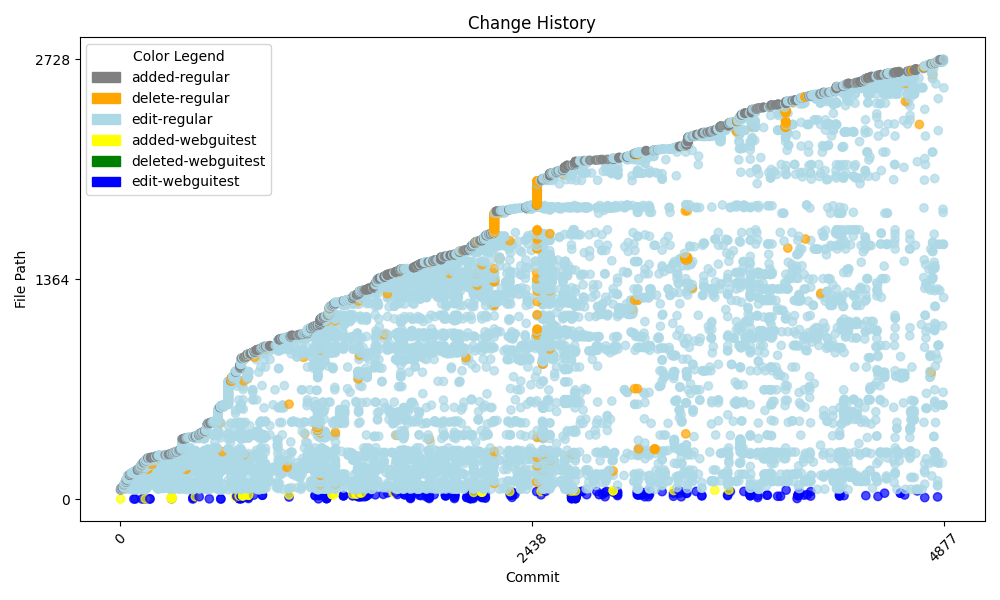 Change History
2728
1364
0
File Path
Color Legend
added-regular
delete-regular
edit-regular
added-webguitest
deleted-webguitest
edit-webguitest
0
2438
4877
Commit